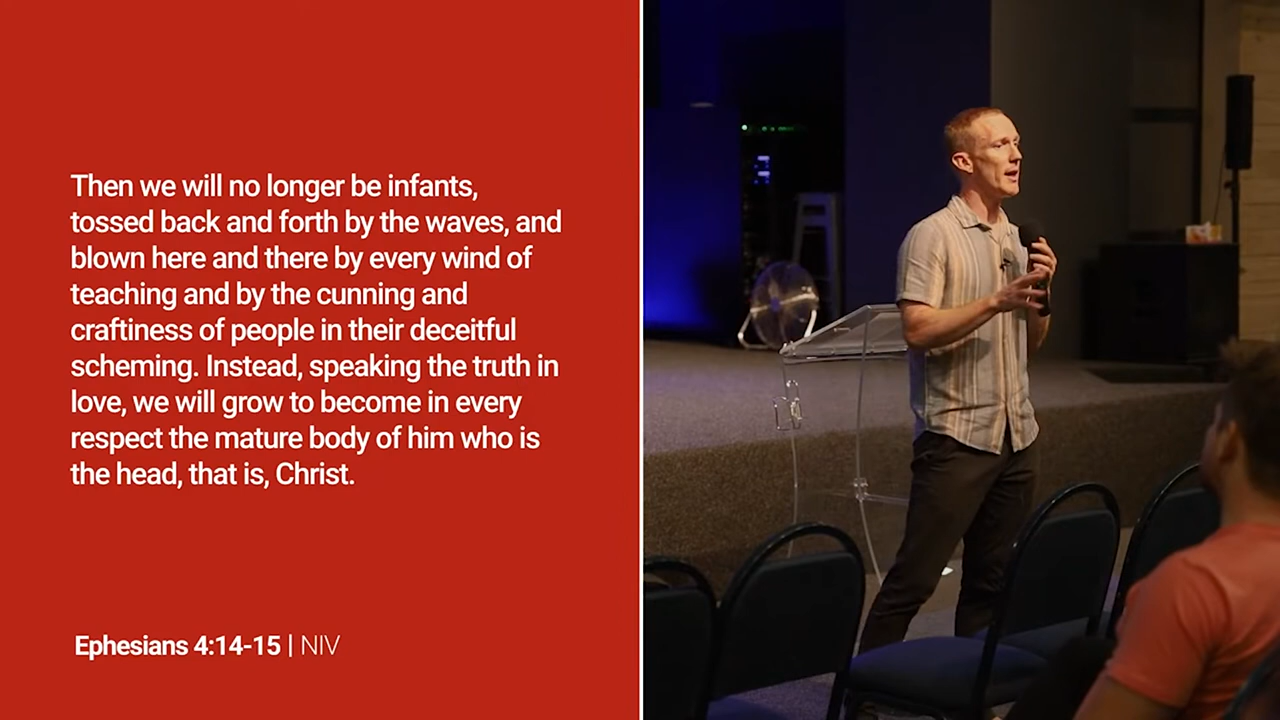 Then we will no longer be infants,
tossed back and forth by the waves, and
blown here and there by every wind of
teaching and by the cunning and
craftiness of people in their deceitful
scheming. Instead, speaking the truth in
love, we will grow to become in every
respect the mature body of him who is
the head, that is, Christ.
Ephesians 4:14-15 | NIV